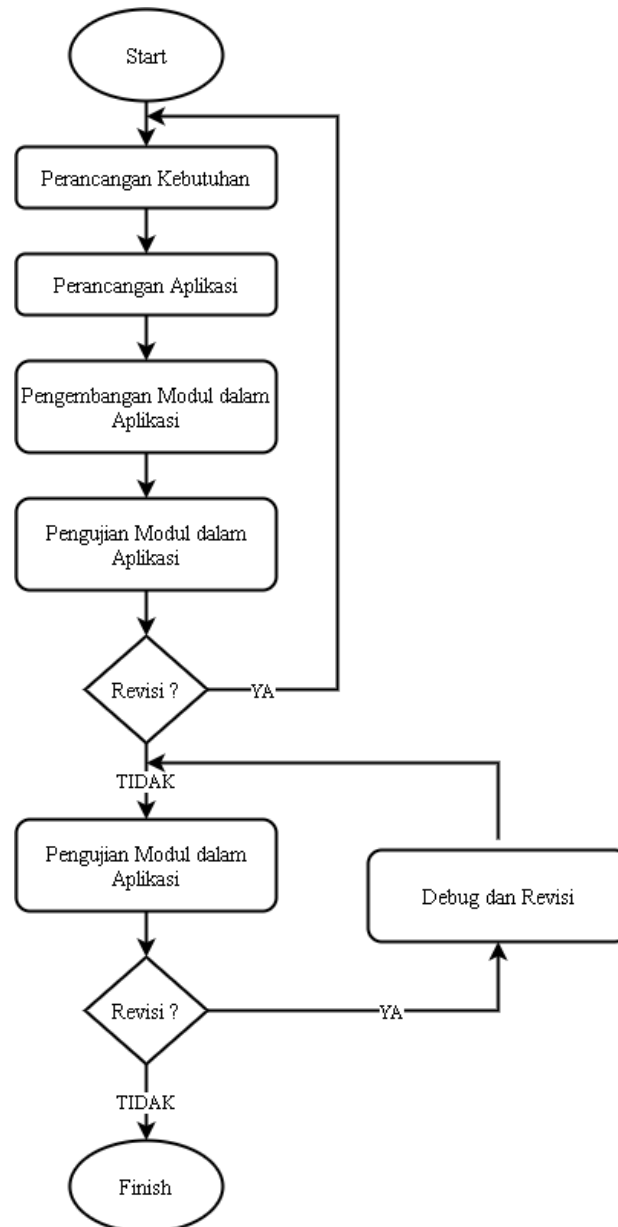 Start
Perancangan Kebutuhan
Perancangan Aplikasi
Pengembangan Modul dalam
Aplikasi
Pengujian Modul dalam
Aplikasi
Revisi ?
YA
TIDAK
Pengujian Modul dalam
Aplikasi
Debug dan Revisi
Revisi ?
YA
TIDAK
Finish